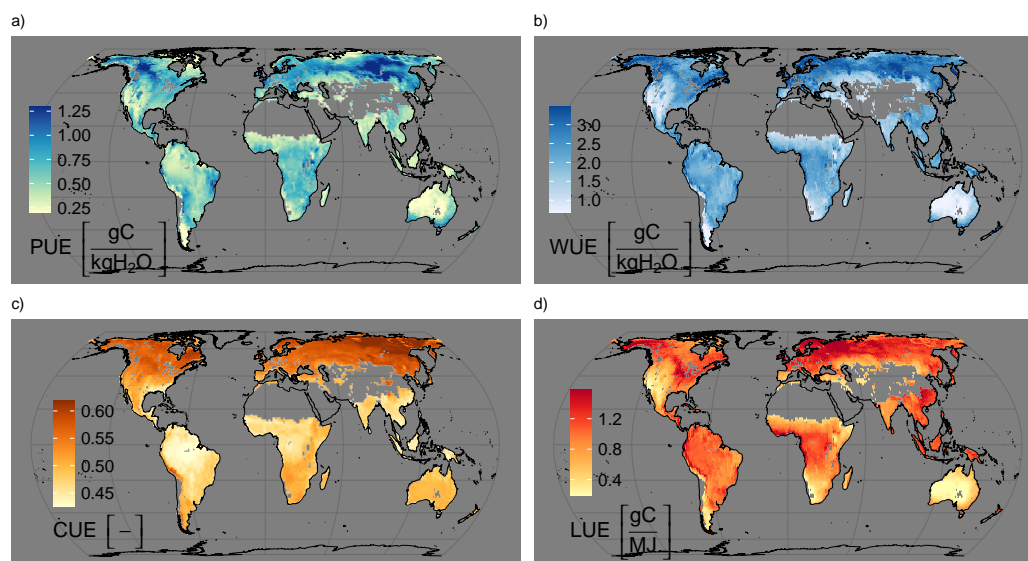 a)
1.25
1.00
0.75
0.50
0.25
PUE [gC/kgH₂O]
b)
3.0
2.5
2.0
1.5
1.0
WUE [gC/kgH₂O]
c)
0.60
0.55
0.50
0.45
CUE [−]
d)
1.2
0.8
0.4
LUE [gC/MJ]